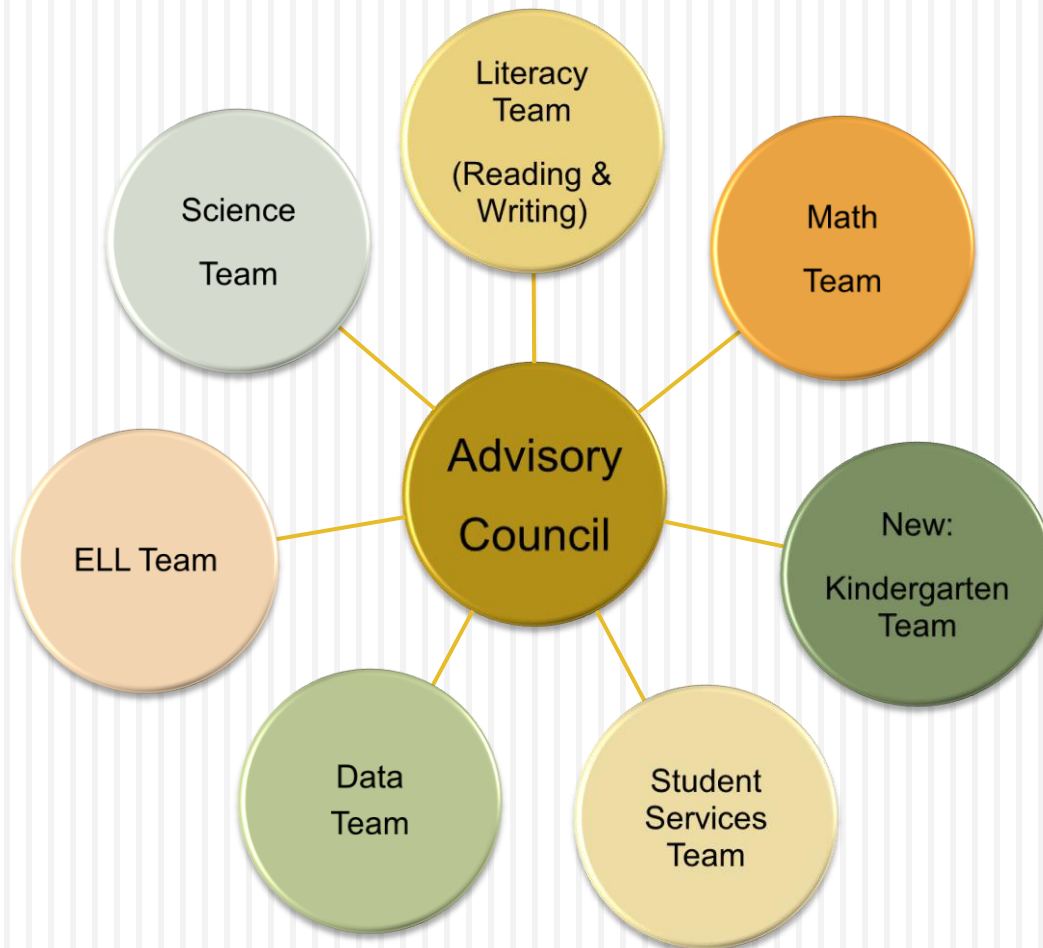 Literacy
Team
(Reading &
Writing)
Science
Team
Math
Team
Advisory
Council
ELL Team
New:
Kindergarten
Team
Data
Team
Student
Services
Team